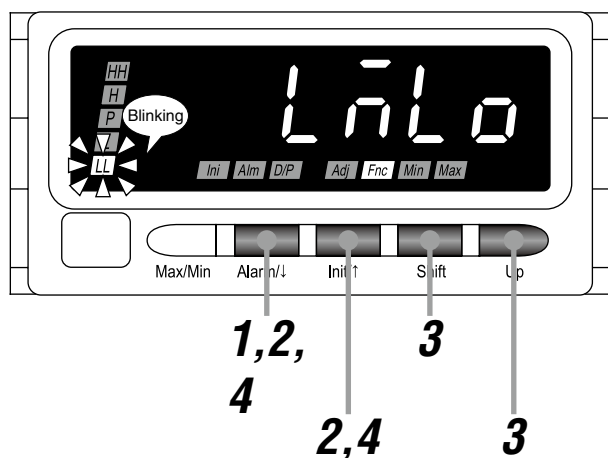 HH
H
P
L
LL
Blinking
Ini Alm D/P Adj Fnc Min Max
Max/Min Alarm/↓ Init/↑ Shift Up
1,2,
4
2,4
3
3